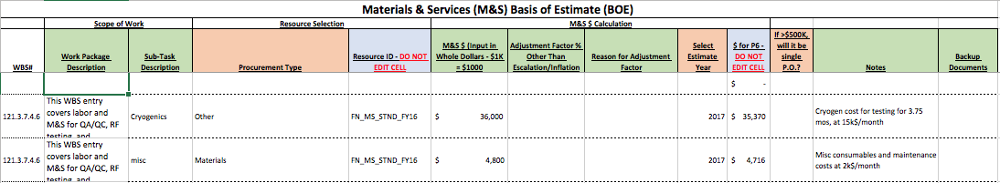 Materials & Services (M&S) Basis of Estimate (BOE)
Scope of Work Resource Selection M&S $ Calculation
WBS# Work Package Description Sub-Task Description Procurement Type Resource ID - DO NOT EDIT CELL M&S $ (Input in Whole Dollars - $1K = $1000 Adjustment Factor % Other Than Escalation/Inflation Reason for Adjustment Factor Select Estimate Year $ for P6 - DO NOT EDIT CELL If >$500K, will it be single P.O.? Notes Backup Documents
$ -
This WBS entry
121.3.7.4.6 covers labor and Cryogenics Other FN_MS_STND_FY16 $ 36,000 2017 $ 35,370 Cryogen cost for testing for 3.75
M&S for QA/QC, RF mos, at 15k$/month
testing, and
This WBS entry
121.3.7.4.6 covers labor and misc Materials FN_MS_STND_FY16 $ 4,800 2017 $ 4,716 Misc consumables and maintenance
M&S for QA/QC, RF costs at 2k$/month
testing, and